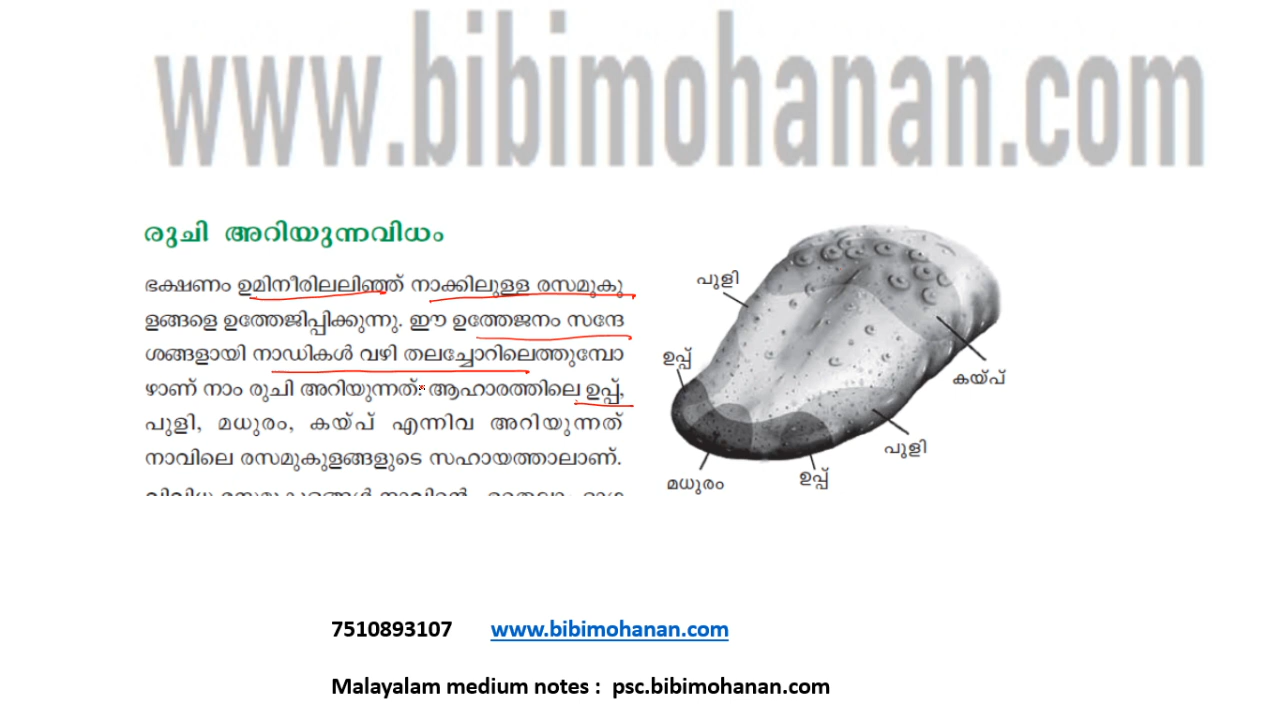 www.bibimohanan.com
രുചി അറിയുന്നവിധം
ഭക്ഷണം ഉമിനീരിലലിഞ്ഞ് നാക്കിലുള്ള രസമുകു
ളങ്ങളെ ഉത്തേജിപ്പിക്കുന്നു. ഈ ഉത്തേജനം സന്ദേ
ശങ്ങളായി നാഡികൾ വഴി തലച്ചോറിലെത്തുമ്പോ
ഴാണ് നാം രുചി അറിയുന്നത്. ആഹാരത്തിലെ ഉപ്പ്,
പുളി, മധുരം, കയ്പ് എന്നിവ അറിയുന്നത്
നാവിലെ രസമുകുളങ്ങളുടെ സഹായത്താലാണ്.
പുളി
ഉപ്പ്
കയ്പ്
പുളി
മധുരം
ഉപ്പ്
7510893107 www.bibimohanan.com
Malayalam medium notes : psc.bibimohanan.com